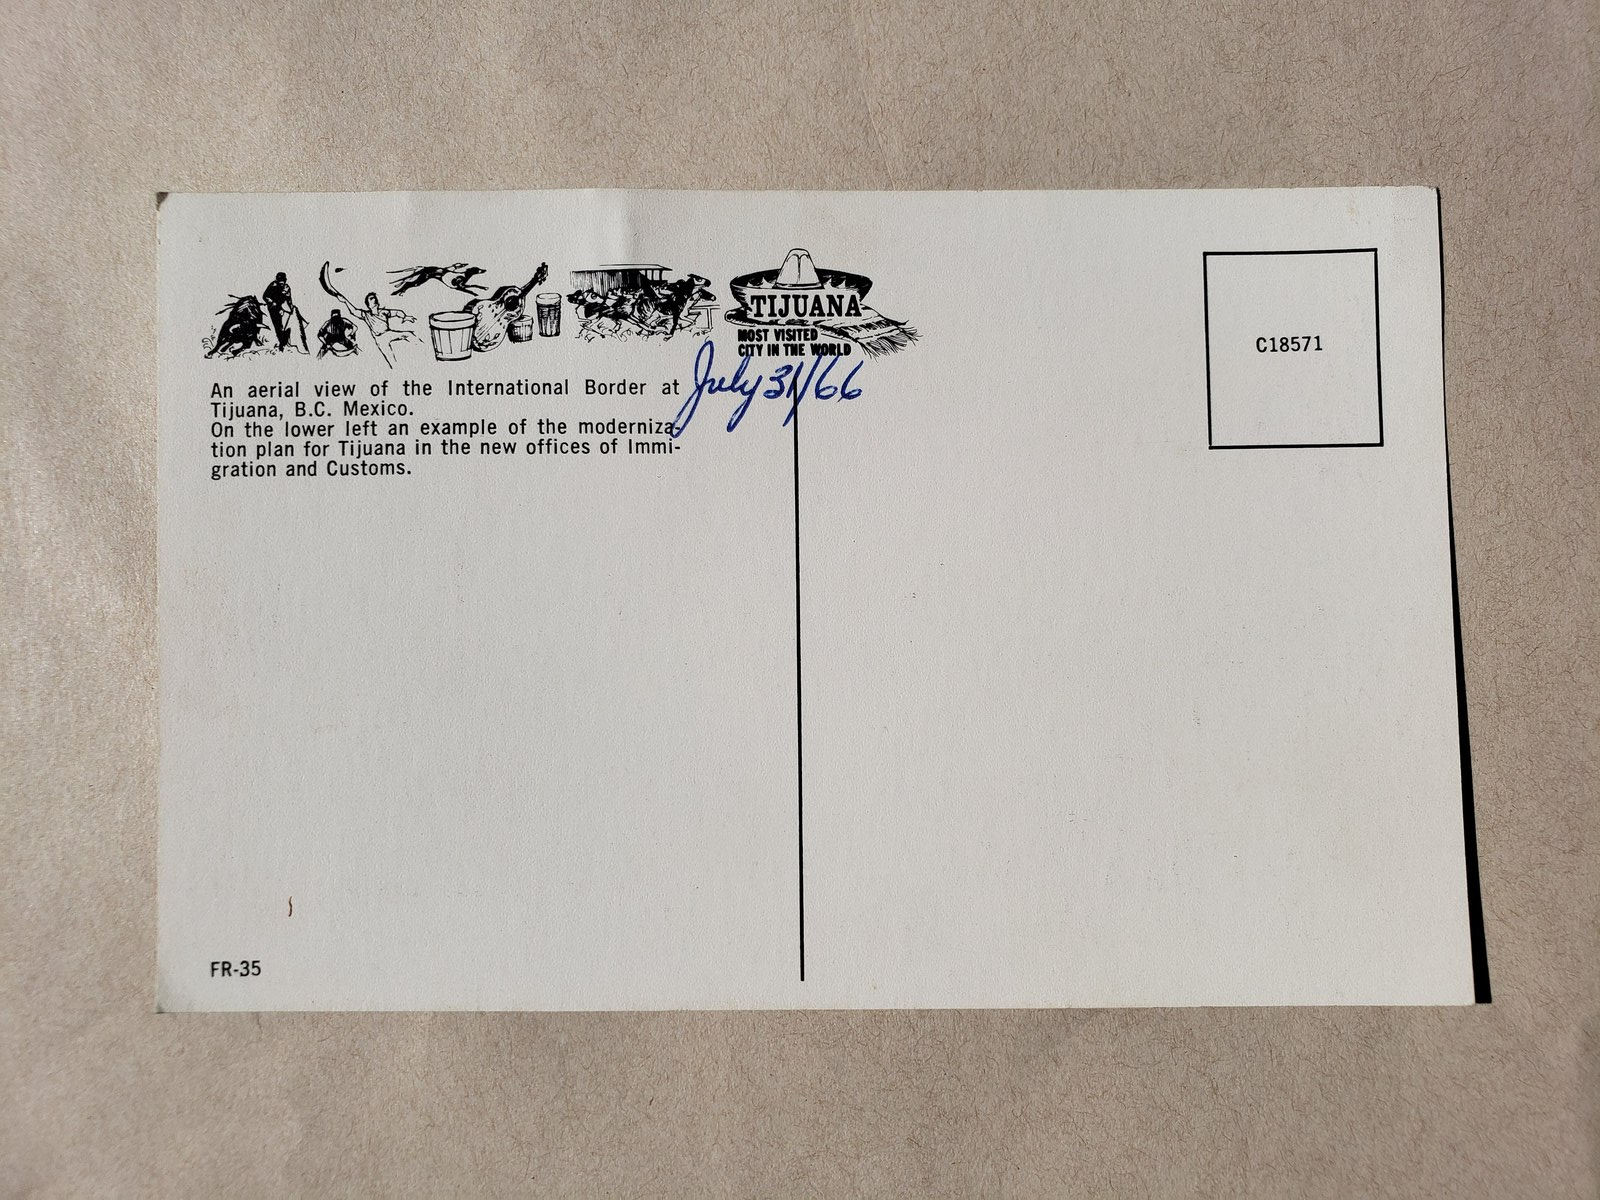 TIJUANA
MOST VISITED
CITY IN THE WORLD
July 31/66
An aerial view of the International Border at
Tijuana, B.C. Mexico.
On the lower left an example of the moderniza-
tion plan for Tijuana in the new offices of Immi-
gration and Customs.
C18571
FR-35